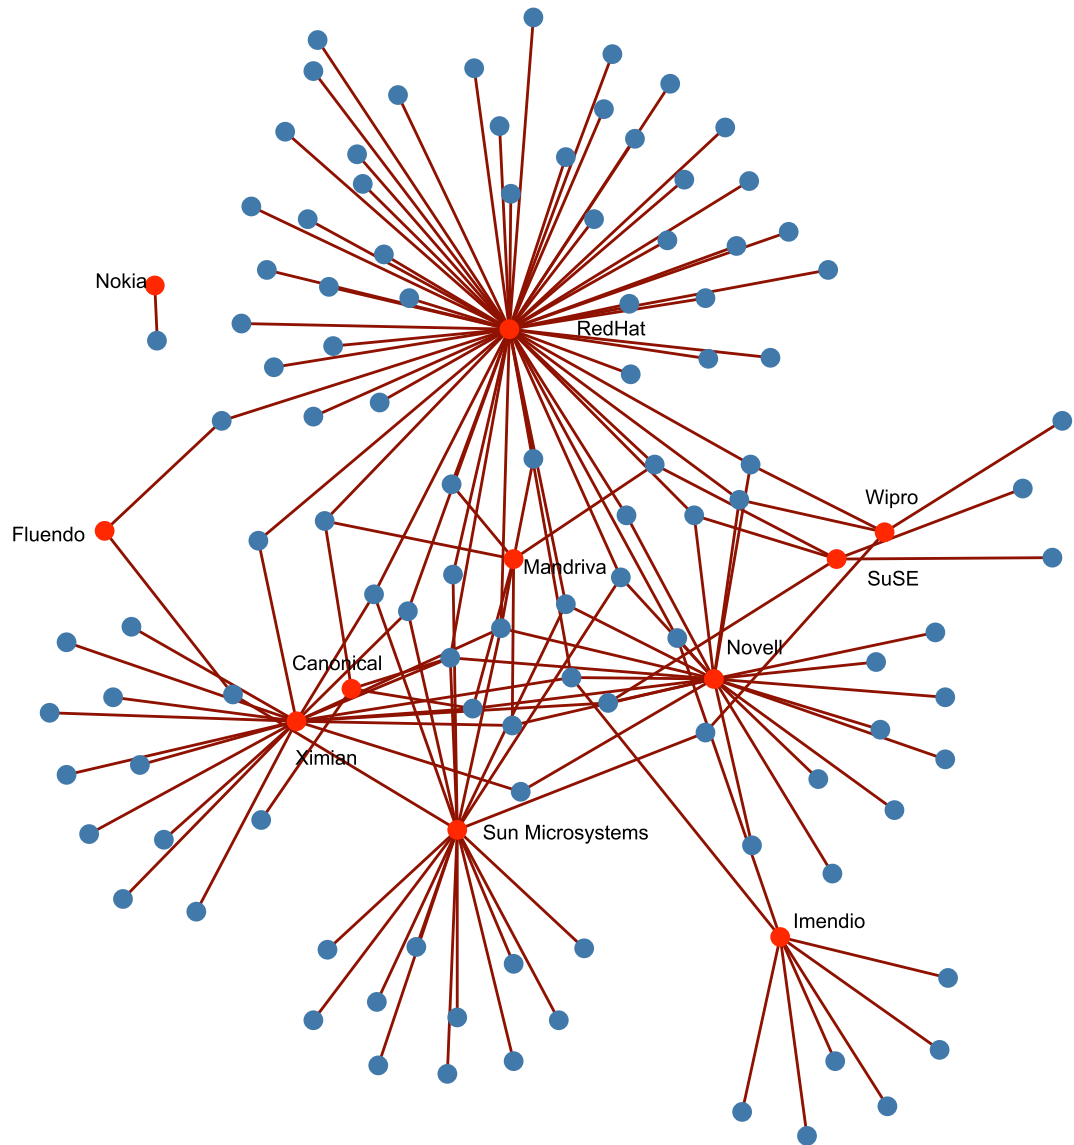 Nokia
RedHat
Wipro
Fluendo
Mandriva
SuSE
Novell
Canonical
Ximian
Sun Microsystems
Imendio